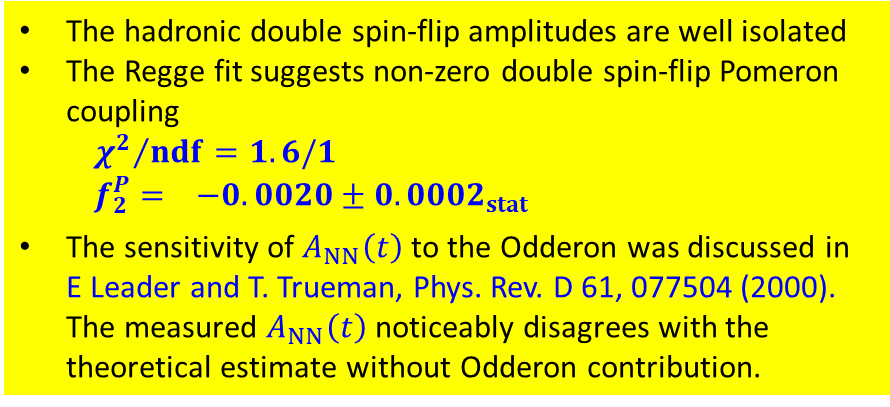 • The hadronic double spin-flip amplitudes are well isolated
• The Regge fit suggests non-zero double spin-flip Pomeron
coupling
χ²/ndf = 1.6/1
f₂ᴾ = −0.0020 ± 0.0002stat
• The sensitivity of A_NN(t) to the Odderon was discussed in
E Leader and T. Trueman, Phys. Rev. D 61, 077504 (2000).
The measured A_NN(t) noticeably disagrees with the
theoretical estimate without Odderon contribution.